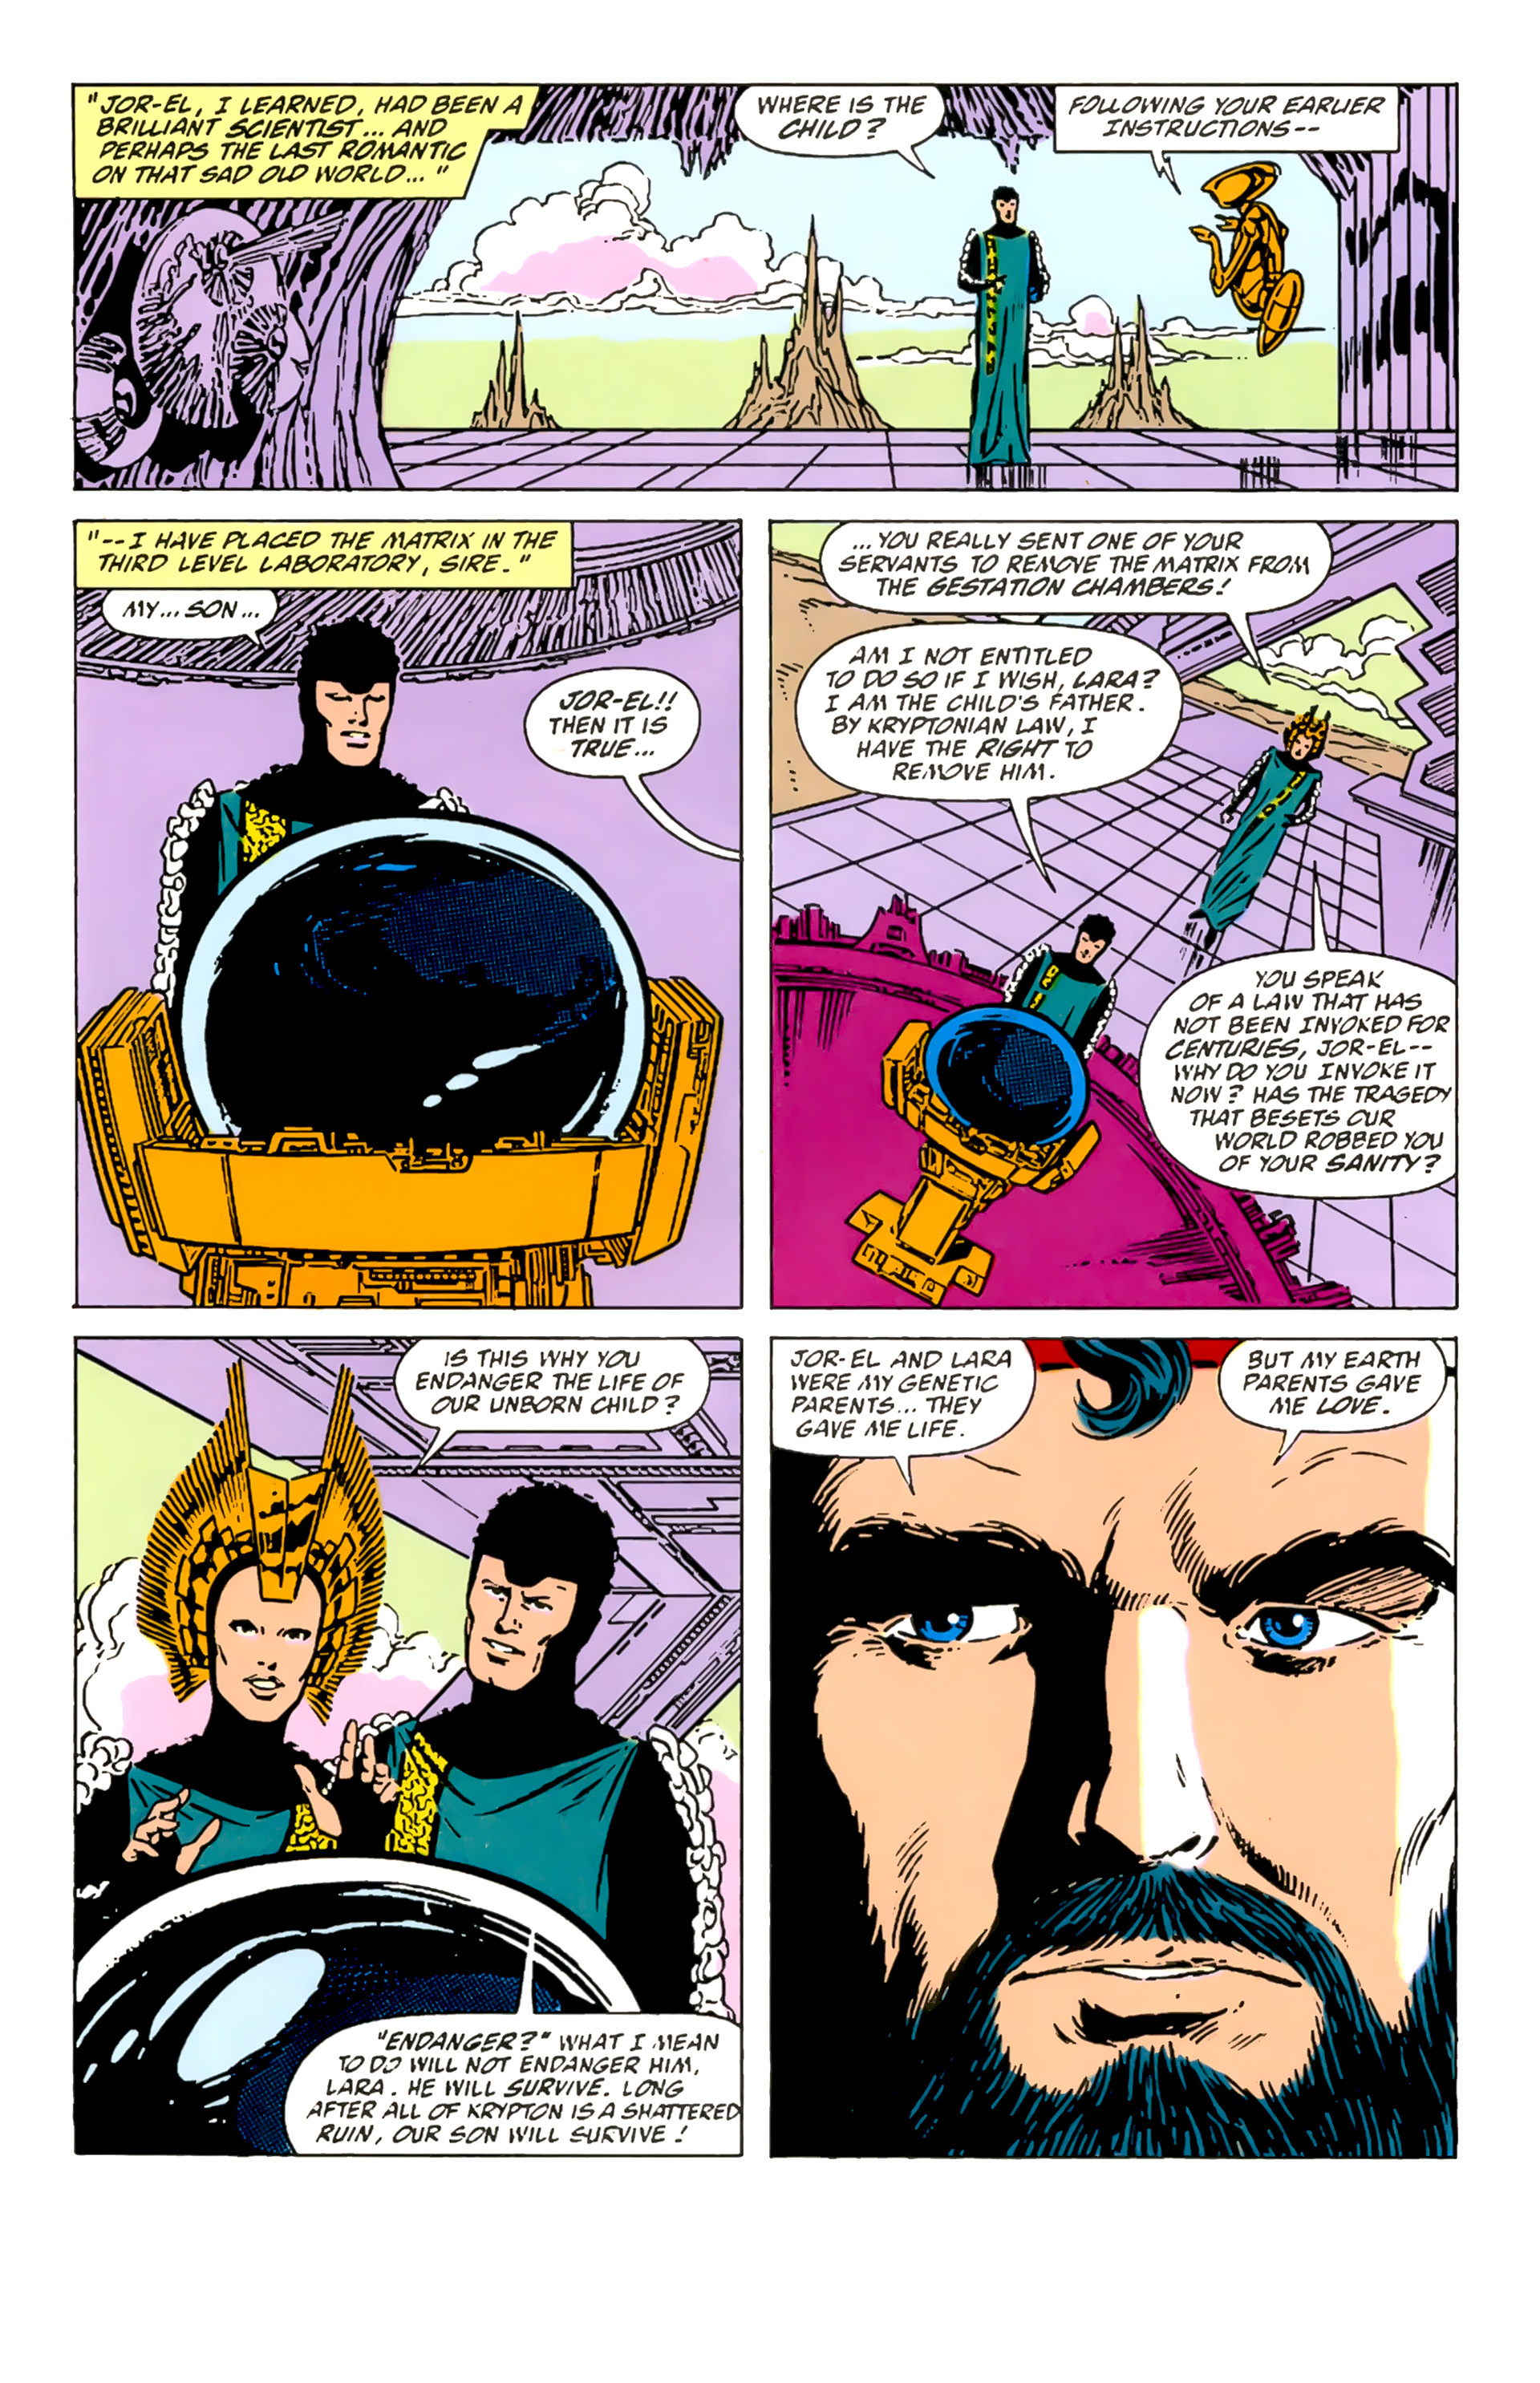 "JOR-EL, I LEARNED, HAD BEEN A
BRILLIANT SCIENTIST... AND
PERHAPS THE LAST ROMANTIC
ON THAT SAD OLD WORLD... "
WHERE IS THE
CHILD?
FOLLOWING YOUR EARLIER
INSTRUCTIONS--
"--I HAVE PLACED THE MATRIX IN THE
THIRD LEVEL LABORATORY, SIRE."
MY... SON...
JOR-EL!!
THEN IT IS
TRUE...
...YOU REALLY SENT ONE OF YOUR
SERVANTS TO REMOVE THE MATRIX FROM
THE GESTATION CHAMBERS!
AM I NOT ENTITLED
TO DO SO IF I WISH, LARA?
I AM THE CHILD'S FATHER.
BY KRYPTONIAN LAW, I
HAVE THE RIGHT TO
REMOVE HIM.
YOU SPEAK
OF A LAW THAT HAS
NOT BEEN INVOKED FOR
CENTURIES, JOR-EL--
WHY DO YOU INVOKE IT
NOW? HAS THE TRAGEDY
THAT BESETS OUR
WORLD ROBBED YOU
OF YOUR SANITY?
IS THIS WHY YOU
ENDANGER THE LIFE OF
OUR UNBORN CHILD?
"ENDANGER?" WHAT I MEAN
TO DO WILL NOT ENDANGER HIM,
LARA. HE WILL SURVIVE. LONG
AFTER ALL OF KRYPTON IS A SHATTERED
RUIN, OUR SON WILL SURVIVE!
JOR-EL AND LARA
WERE MY GENETIC
PARENTS... THEY
GAVE ME LIFE.
BUT MY EARTH
PARENTS GAVE
ME LOVE.